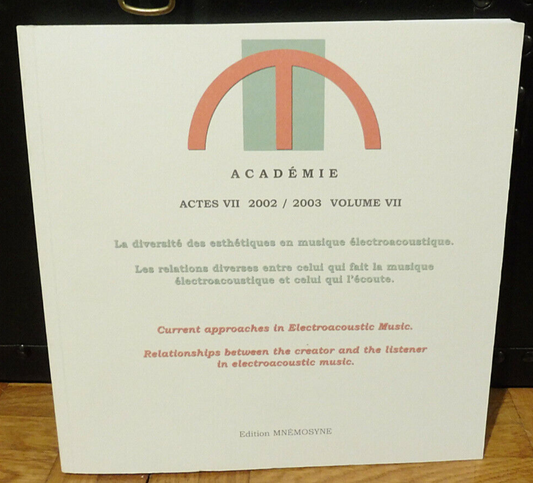 ACADÉMIE
ACTES VII 2002 / 2003 VOLUME VII
La diversité des esthétiques en musique électroacoustique.
Les relations diverses entre celui qui fait la musique
électroacoustique et celui qui l'écoute.
Current approaches in Electroacoustic Music.
Relationships between the creator and the listener
in electroacoustic music.
Edition MNEMOSYNE